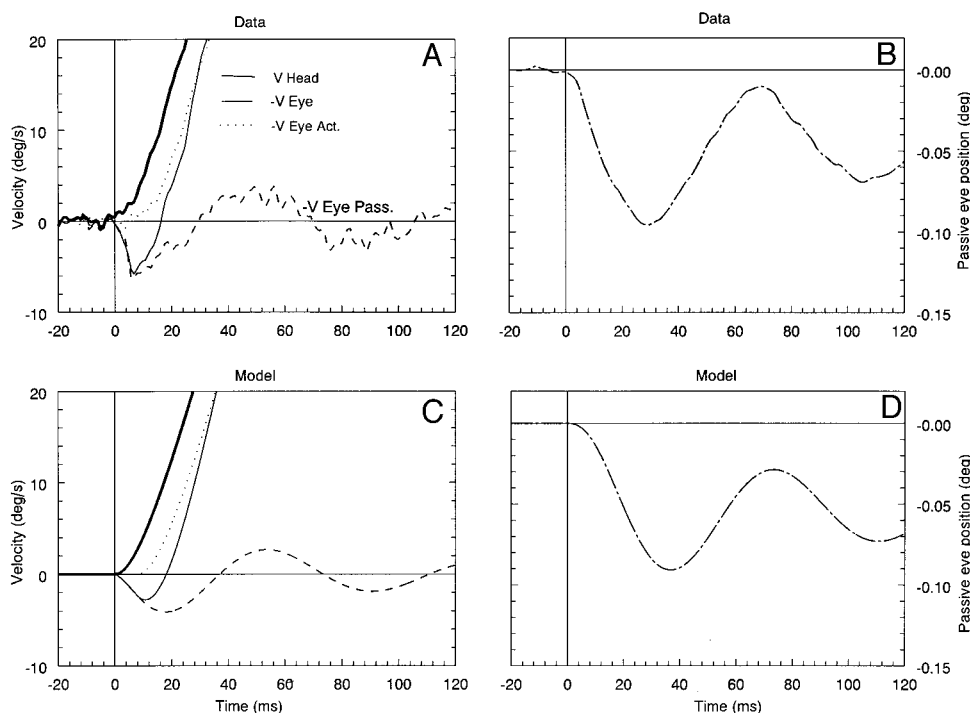 Data
Data
20
10
0
-10
Velocity (deg/s)
A
V Head
-V Eye
-V Eye Act.
-V Eye Pass.
-20 0 20 40 60 80 100 120
B
-0.00
-0.05
-0.10
-0.15
Passive eye position (deg)
-20 0 20 40 60 80 100 120
Model
Model
20
10
0
-10
Velocity (deg/s)
C
-20 0 20 40 60 80 100 120
Time (ms)
D
-0.00
-0.05
-0.10
-0.15
Passive eye position (deg)
-20 0 20 40 60 80 100 120
Time (ms)